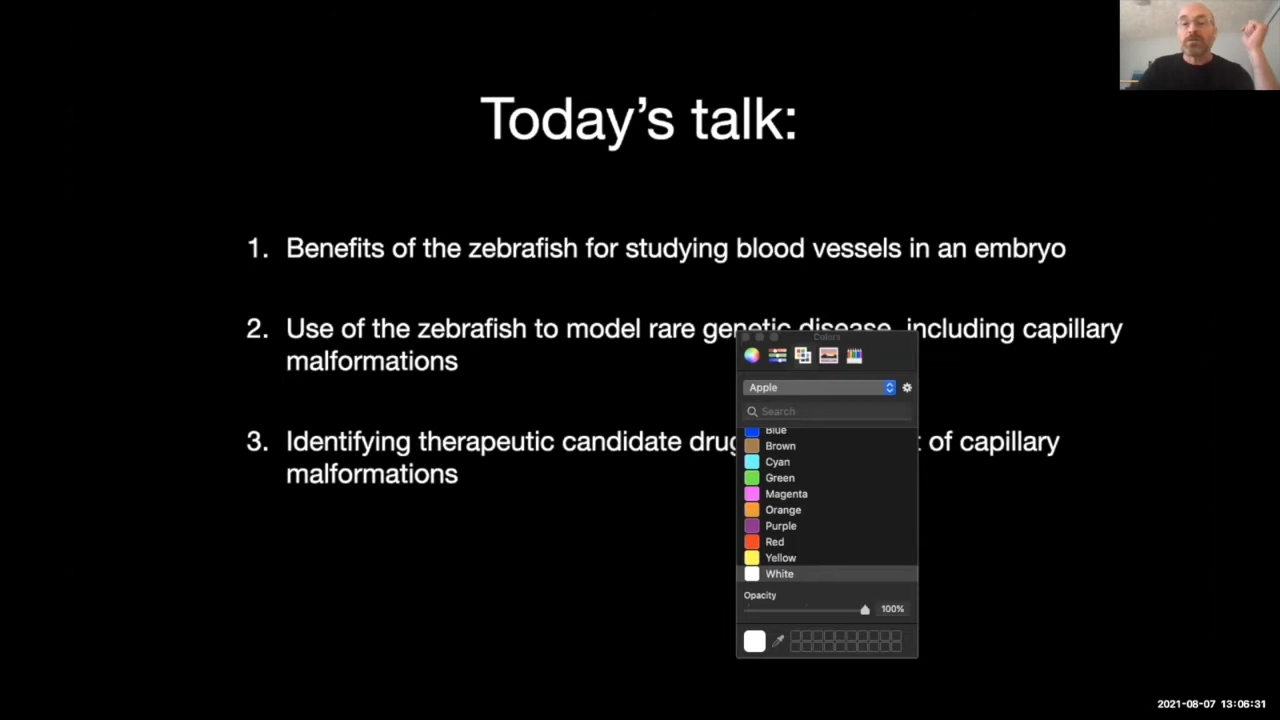 Today's talk:
1. Benefits of the zebrafish for studying blood vessels in an embryo
2. Use of the zebrafish to model rare genetic disease, including capillary
malformations
3. Identifying therapeutic candidate of capillary
malformations
Colors
Apple
Search
Blue
Brown
Cyan
Green
Magenta
Orange
Purple
Red
Yellow
White
Opacity
100%
2021-08-07 13:06:31